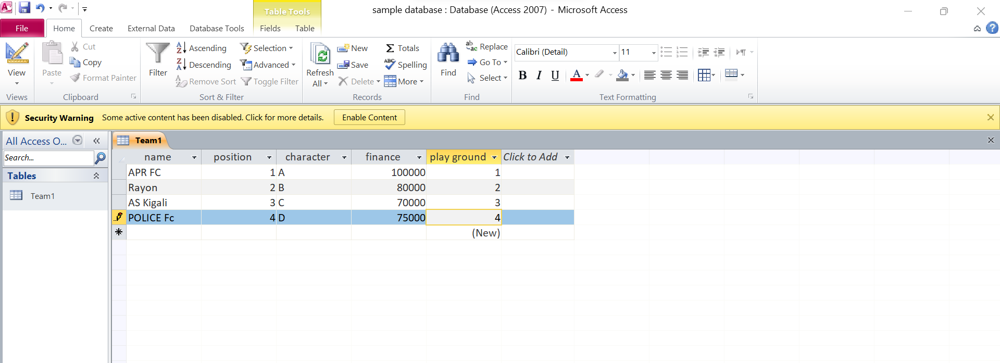 sample database : Database (Access 2007) - Microsoft Access
Table Tools
File Home Create External Data Database Tools Fields Table
View
Views
Paste
Cut
Copy
Format Painter
Clipboard
Filter
Ascending
Descending
Remove Sort
Selection
Advanced
Toggle Filter
Sort & Filter
Refresh All
New
Save
Delete
Totals
Spelling
More
Records
Find
Replace
Go To
Select
Find
Calibri (Detail) 11
B I U A
Text Formatting
Security Warning Some active content has been disabled. Click for more details. Enable Content
All Access O...
Search...
Tables
Team1
Team1
name position character finance play ground Click to Add
APR FC 1 A 100000 1
Rayon 2 B 80000 2
AS Kigali 3 C 70000 3
POLICE Fc 4 D 75000 4
(New)